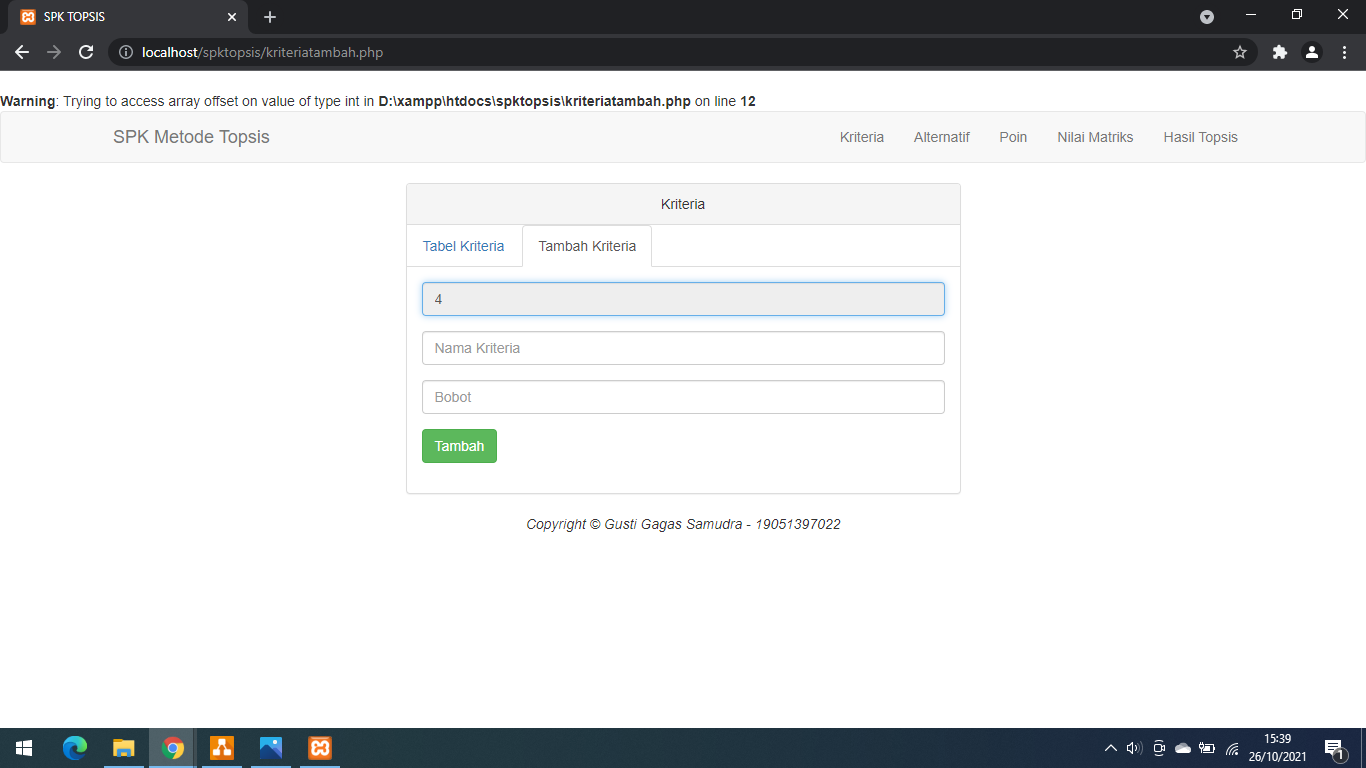 SPK TOPSIS
localhost/spktopsis/kriteriatambah.php
Warning: Trying to access array offset on value of type int in D:\xampp\htdocs\spktopsis\kriteriatambah.php on line 12
SPK Metode Topsis Kriteria Alternatif Poin Nilai Matriks Hasil Topsis
Kriteria
Tabel Kriteria Tambah Kriteria
4
Nama Kriteria
Bobot
Tambah
Copyright © Gusti Gagas Samudra - 19051397022
15:39
26/10/2021
1